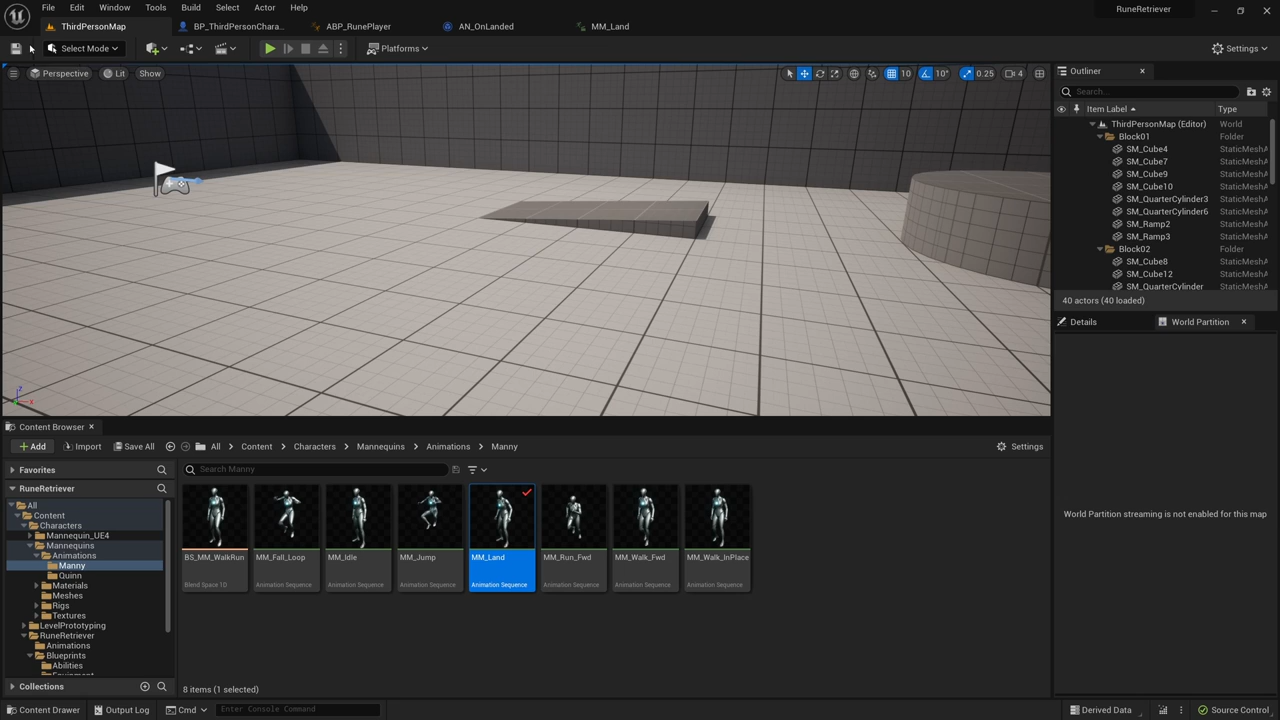 File Edit Window Tools Build Select Actor Help
RuneRetriever
ThirdPersonMap BP_ThirdPersonChara... ABP_RunePlayer AN_OnLanded MM_Land
Select Mode Platforms Settings
Perspective Lit Show 10 10° 0.25 4
Outliner
Search...
Item Label Type
ThirdPersonMap (Editor) World
Block01 Folder
SM_Cube4 StaticMeshA
SM_Cube7 StaticMeshA
SM_Cube9 StaticMeshA
SM_Cube10 StaticMeshA
SM_QuarterCylinder3 StaticMeshA
SM_QuarterCylinder6 StaticMeshA
SM_Ramp2 StaticMeshA
SM_Ramp3 StaticMeshA
Block02 Folder
SM_Cube8 StaticMeshA
SM_Cube12 StaticMeshA
SM_QuarterCylinder StaticMeshA
40 actors (40 loaded)
Details World Partition
World Partition streaming is not enabled for this map
z
x
Content Browser
Add Import Save All All Content Characters Mannequins Animations Manny Settings
Favorites
Search Manny
RuneRetriever
All
Content
Characters
Mannequin_UE4
Mannequins
Animations
Manny
Quinn
Materials
Meshes
Rigs
Textures
LevelPrototyping
RuneRetriever
Animations
Blueprints
Abilities
Equipment
Collections
BS_MM_WalkRun MM_Fall_Loop MM_Idle MM_Jump MM_Land MM_Run_Fwd MM_Walk_Fwd MM_Walk_InPlace
Blend Space 1D Animation Sequence Animation Sequence Animation Sequence Animation Sequence Animation Sequence Animation Sequence Animation Sequence
8 items (1 selected)
Content Drawer Output Log Cmd Enter Console Command Derived Data Source Control